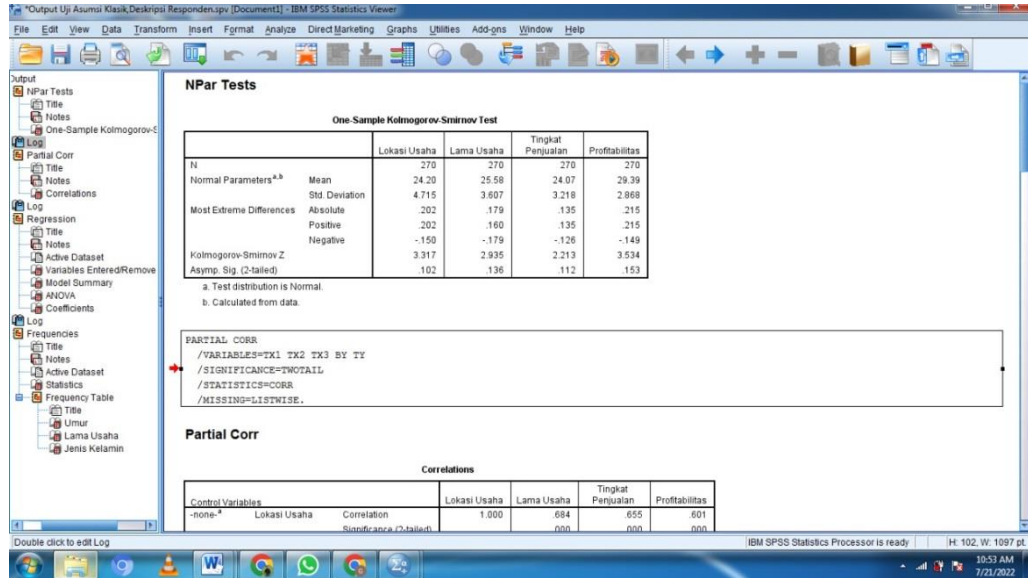 *Output Uji Asumsi Klasik,Deskripsi Responden.spv [Document1] - IBM SPSS Statistics Viewer
File Edit View Data Transform Insert Format Analyze Direct Marketing Graphs Utilities Add-ons Window Help
Output
NPar Tests
Title
Notes
One-Sample Kolmogorov-S
Log
Partial Corr
Title
Notes
Correlations
Log
Regression
Title
Notes
Active Dataset
Variables Entered/Remove
Model Summary
ANOVA
Coefficients
Log
Frequencies
Title
Notes
Active Dataset
Statistics
Frequency Table
Title
Umur
Lama Usaha
Jenis Kelamin
NPar Tests
One-Sample Kolmogorov-Smirnov Test
Lokasi Usaha Lama Usaha Tingkat Penjualan Profitabilitas
N 270 270 270 270
Normal Parameters a,b Mean 24.20 25.58 24.07 29.39
Std. Deviation 4.715 3.607 3.218 2.868
Most Extreme Differences Absolute .202 .179 .135 .215
Positive .202 .160 .135 .215
Negative -.150 -.179 -.126 -.149
Kolmogorov-Smirnov Z 3.317 2.935 2.213 3.534
Asymp. Sig. (2-tailed) .102 .136 .112 .153
a. Test distribution is Normal.
b. Calculated from data.
PARTIAL CORR
/VARIABLES=TX1 TX2 TX3 BY TY
/SIGNIFICANCE=TWOTAIL
/STATISTICS=CORR
/MISSING=LISTWISE.
Partial Corr
Correlations
Control Variables Lokasi Usaha Lama Usaha Tingkat Penjualan Profitabilitas
-none-a Lokasi Usaha Correlation 1.000 .684 .655 .601
Significance (2-tailed) .000 .000 .000
Double click to edit Log IBM SPSS Statistics Processor is ready H: 102, W: 1097 pt.
10:53 AM
7/21/2022